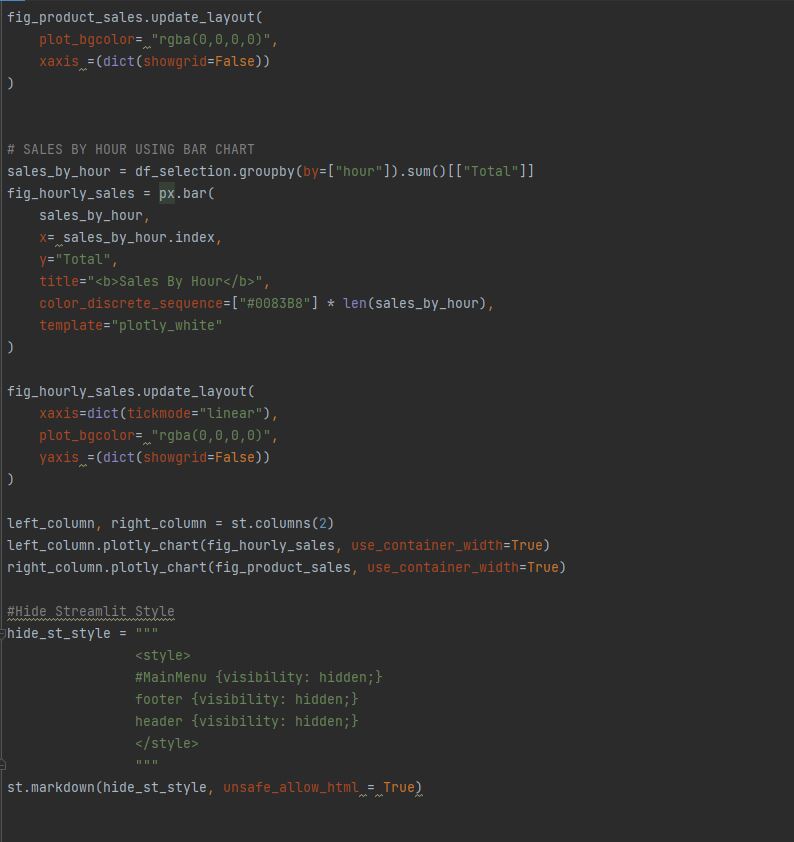 fig_product_sales.update_layout(
    plot_bgcolor= "rgba(0,0,0,0)",
    xaxis =(dict(showgrid=False))
)
# SALES BY HOUR USING BAR CHART
sales_by_hour = df_selection.groupby(by=["hour"]).sum()[["Total"]]
fig_hourly_sales = px.bar(
    sales_by_hour,
    x= sales_by_hour.index,
    y="Total",
    title="<b>Sales By Hour</b>",
    color_discrete_sequence=["#0083B8"] * len(sales_by_hour),
    template="plotly_white"
)
fig_hourly_sales.update_layout(
    xaxis=dict(tickmode="linear"),
    plot_bgcolor= "rgba(0,0,0,0)",
    yaxis =(dict(showgrid=False))
)
left_column, right_column = st.columns(2)
left_column.plotly_chart(fig_hourly_sales, use_container_width=True)
right_column.plotly_chart(fig_product_sales, use_container_width=True)
#Hide Streamlit Style
hide_st_style = """
                <style>
                #MainMenu {visibility: hidden;}
                footer {visibility: hidden;}
                header {visibility: hidden;}
                </style>
                """
st.markdown(hide_st_style, unsafe_allow_html = True)